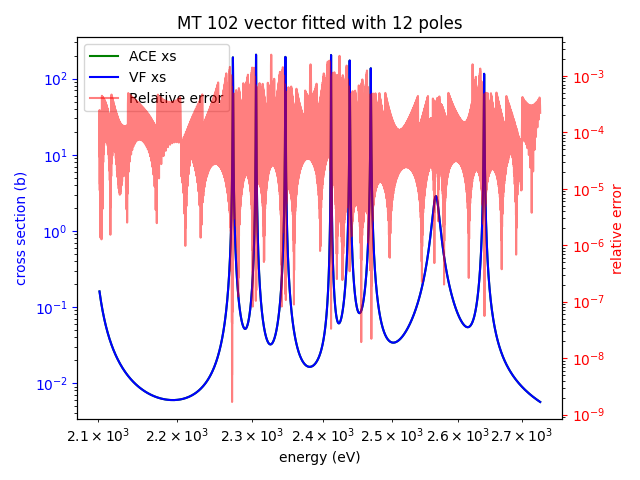 MT 102 vector fitted with 12 poles
ACE xs
VF xs
Relative error
cross section (b)
10²
10¹
10⁰
10⁻¹
10⁻²
10⁻³
10⁻⁴
10⁻⁵
10⁻⁶
10⁻⁷
10⁻⁸
10⁻⁹
relative error
2.1 × 10³ 2.2 × 10³ 2.3 × 10³ 2.4 × 10³ 2.5 × 10³ 2.6 × 10³ 2.7 × 10³
energy (eV)